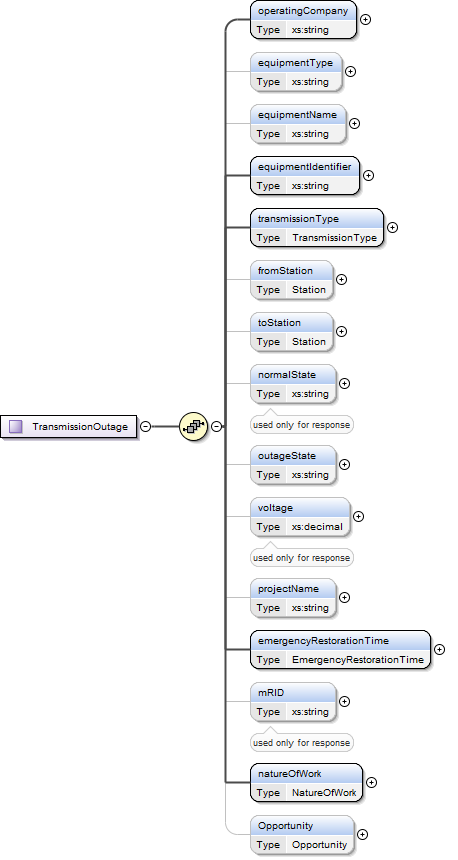 operatingCompany
Type xs:string
equipmentType
Type xs:string
equipmentName
Type xs:string
equipmentIdentifier
Type xs:string
transmissionType
Type TransmissionType
fromStation
Type Station
toStation
Type Station
normalState
Type xs:string
used only for response
TransmissionOutage
outageState
Type xs:string
voltage
Type xs:decimal
used only for response
projectName
Type xs:string
emergencyRestorationTime
Type EmergencyRestorationTime
mRID
Type xs:string
used only for response
natureOfWork
Type NatureOfWork
Opportunity
Type Opportunity